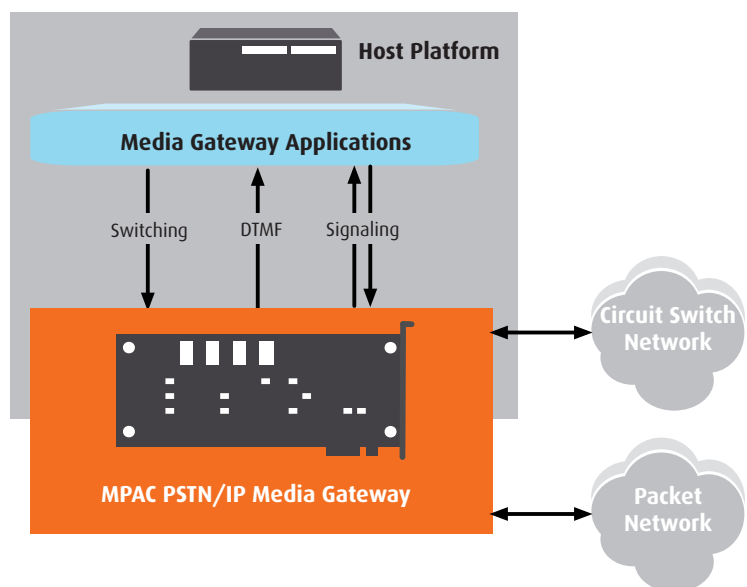 Host Platform
Media Gateway Applications
Switching
DTMF
Signaling
Circuit Switch
Network
MPAC PSTN/IP Media Gateway
Packet
Network